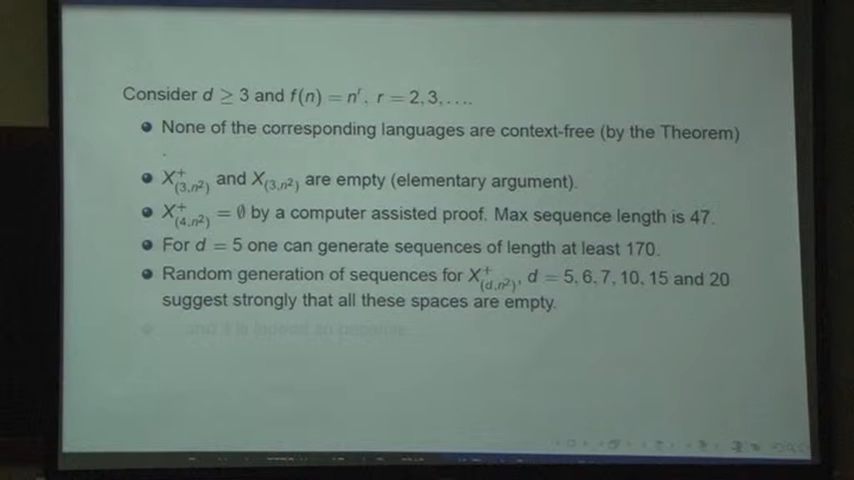 Consider d ≥ 3 and f(n) = nʳ, r = 2, 3, ....
• None of the corresponding languages are context-free (by the Theorem)
.
• X⁺₍₃,ₙ²₎ and X₍₃,ₙ²₎ are empty (elementary argument).
• X⁺₍₄,ₙ²₎ = ∅ by a computer assisted proof. Max sequence length is 47.
• For d = 5 one can generate sequences of length at least 170.
• Random generation of sequences for X⁺₍d,ₙ²₎, d = 5, 6, 7, 10, 15 and 20
suggest strongly that all these spaces are empty.